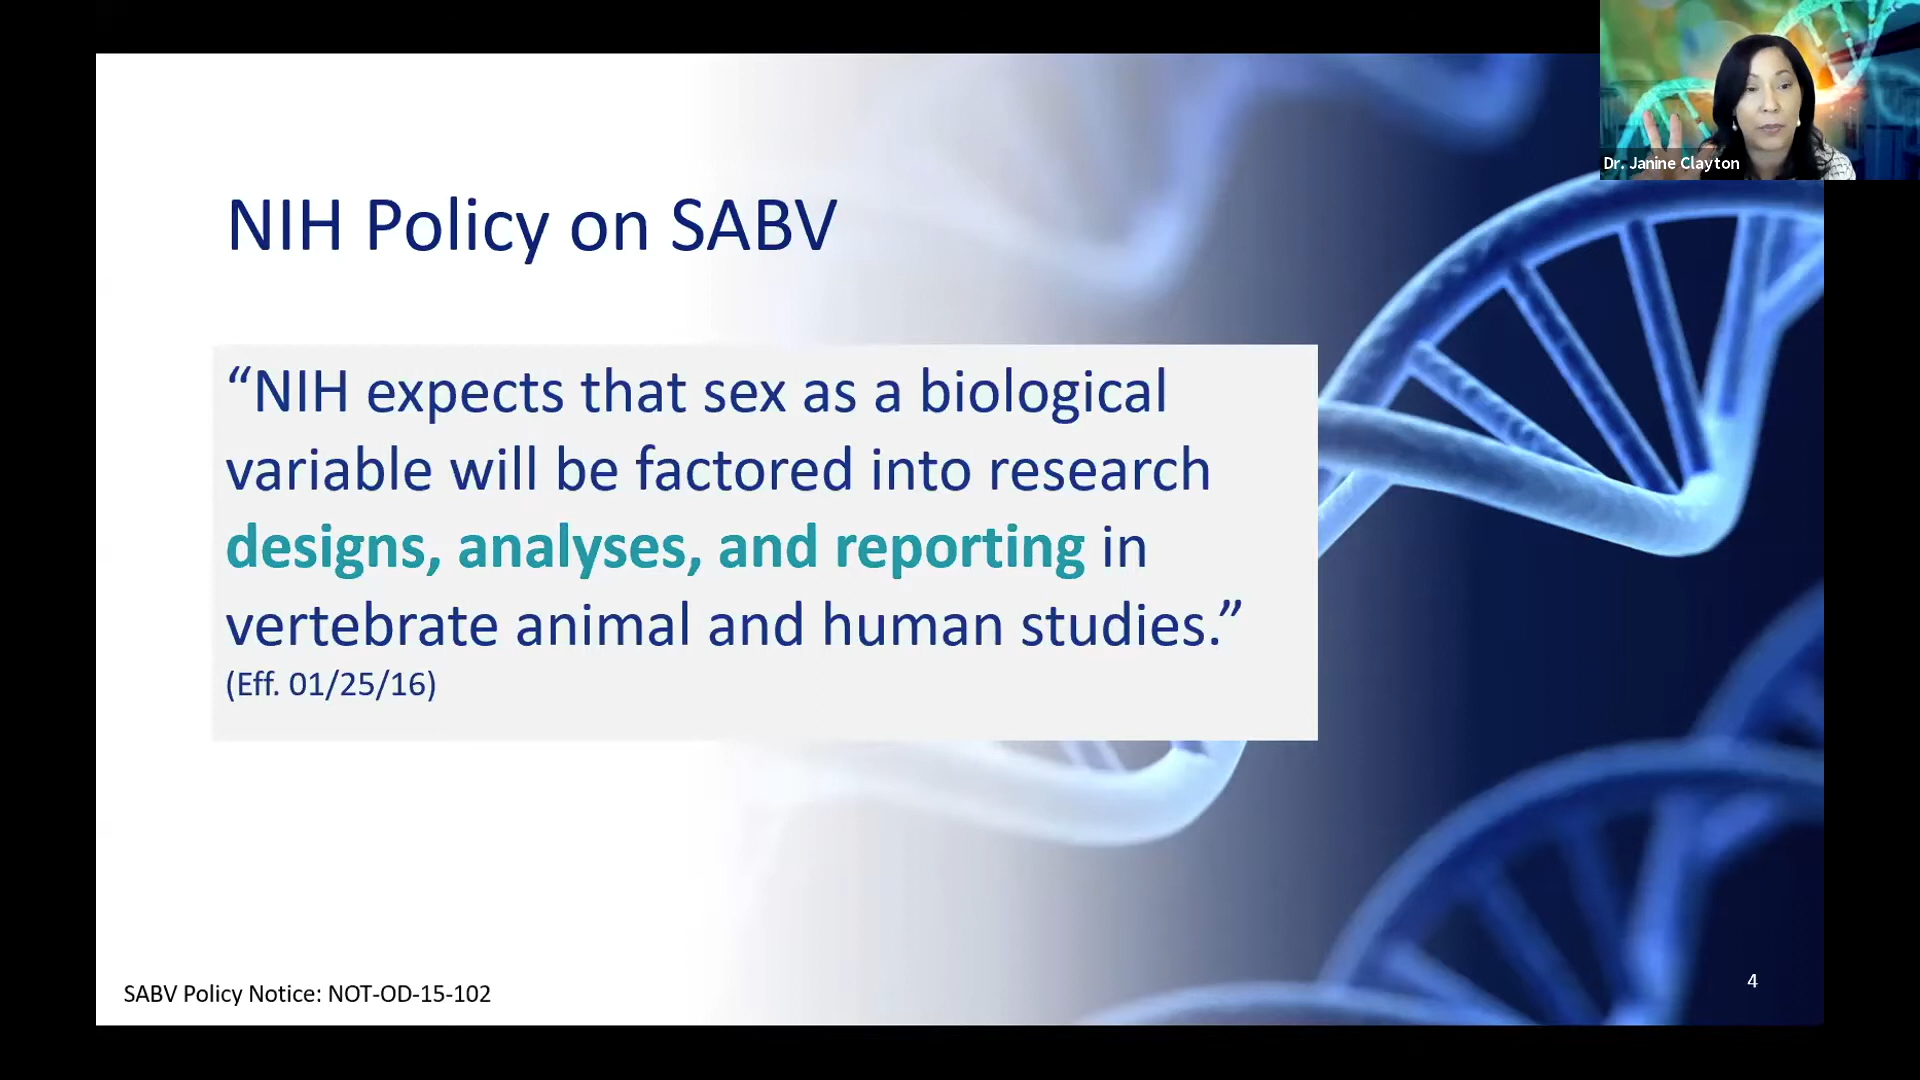 Dr. Janine Clayton
NIH Policy on SABV
“NIH expects that sex as a biological
variable will be factored into research
designs, analyses, and reporting in
vertebrate animal and human studies.”
(Eff. 01/25/16)
SABV Policy Notice: NOT-OD-15-102
4